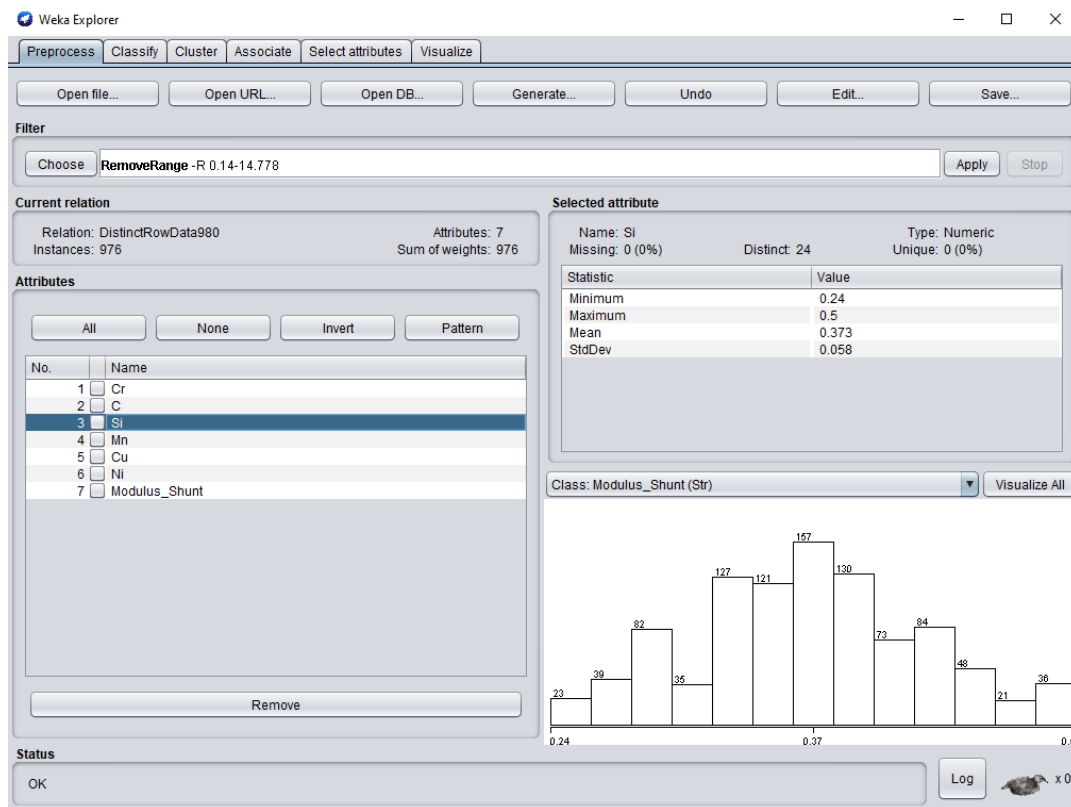 Weka Explorer
Preprocess Classify Cluster Associate Select attributes Visualize
Open file... Open URL... Open DB... Generate... Undo Edit... Save...
Filter
Choose RemoveRange -R 0.14-14.778 Apply Stop
Current relation
Relation: DistinctRowData980 Attributes: 7
Instances: 976 Sum of weights: 976
Selected attribute
Name: Si Type: Numeric
Missing: 0 (0%) Distinct: 24 Unique: 0 (0%)
Statistic Value
Minimum 0.24
Maximum 0.5
Mean 0.373
StdDev 0.058
Attributes
All None Invert Pattern
No. Name
1 Cr
2 C
3 Si
4 Mn
5 Cu
6 Ni
7 Modulus_Shunt
Remove
Class: Modulus_Shunt (Str) Visualize All
23 39 82 35 127 121 157 130 73 84 48 21 36
0.24 0.37
Status
OK
Log x 0